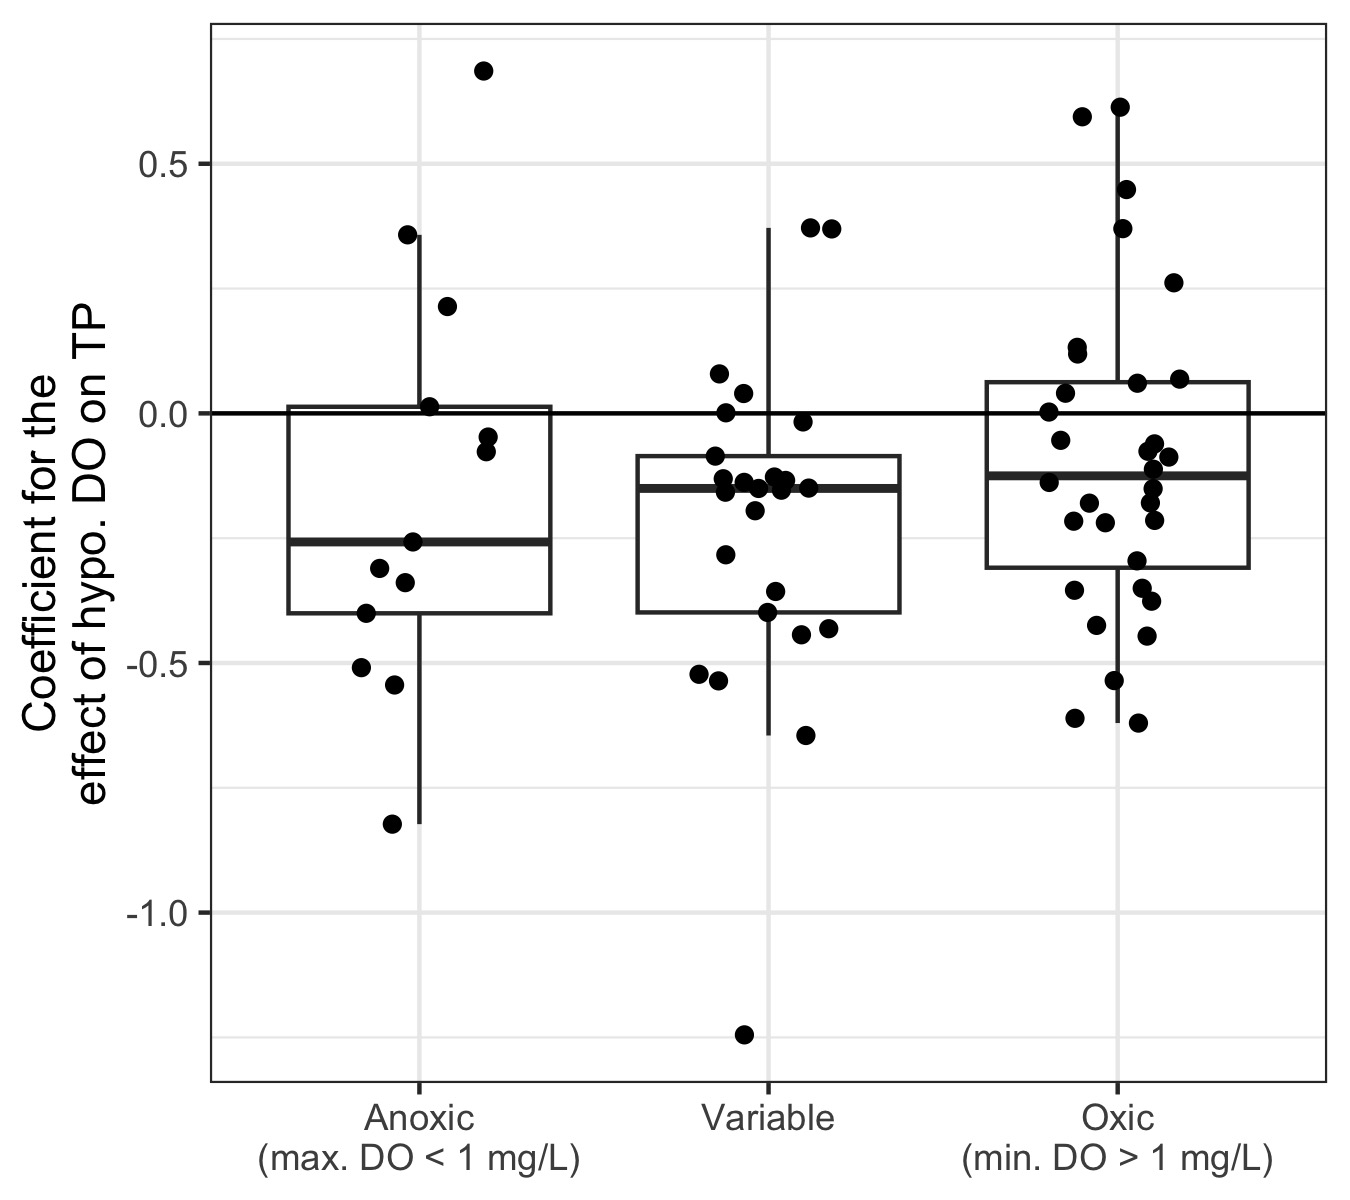 Coefficient for the
effect of hypo. DO on TP
0.5
0.0
-0.5
-1.0
Anoxic
(max. DO < 1 mg/L)
Variable
Oxic
(min. DO > 1 mg/L)